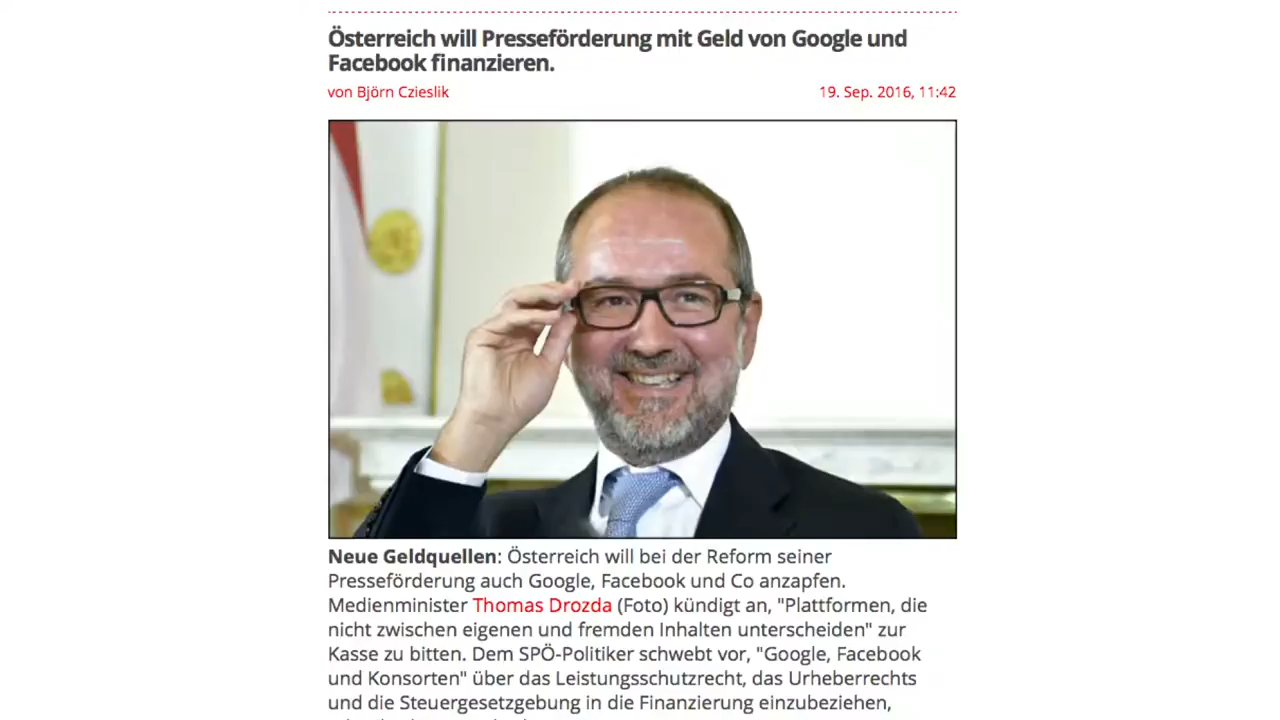 Österreich will Presseförderung mit Geld von Google und
Facebook finanzieren.
von Björn Czieslik 19. Sep. 2016, 11:42
Neue Geldquellen: Österreich will bei der Reform seiner
Presseförderung auch Google, Facebook und Co anzapfen.
Medienminister Thomas Drozda (Foto) kündigt an, "Plattformen, die
nicht zwischen eigenen und fremden Inhalten unterscheiden" zur
Kasse zu bitten. Dem SPÖ-Politiker schwebt vor, "Google, Facebook
und Konsorten" über das Leistungsschutzrecht, das Urheberrechts
und die Steuergesetzgebung in die Finanzierung einzubeziehen,